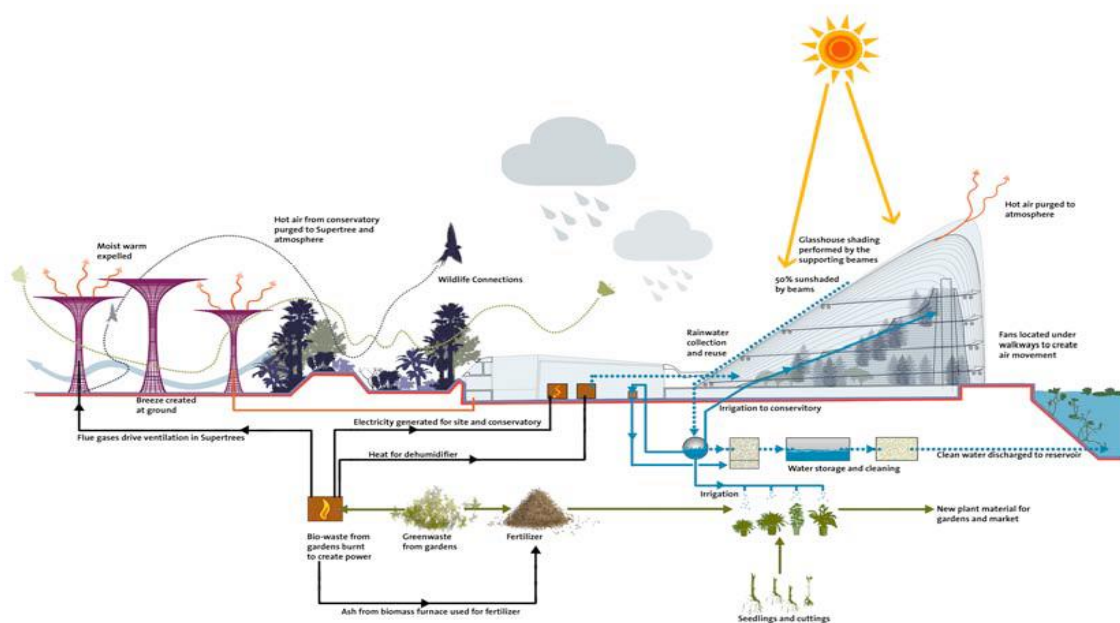 Hot air purged to
atmosphere
Hot air from conservatory
purged to Supertree and
atmosphere
Moist warm
expelled
Wildlife Connections
Glasshouse shading
performed by the
supporting beames
50% sunshaded
by beams
Rainwater
collection
and reuse
Fans located under
walkways to create
air movement
Breeze created
at ground
Irrigation to conservitory
Electricity generated for site and conservatory
Flue gases drive ventilation in Supertrees
Heat for dehumidifier
Water storage and cleaning
Clean water discharged to reservoir
Irrigation
Bio-waste from
gardens burnt
to create power
Greenwaste
from gardens
Fertilizer
New plant material for
gardens and market
Ash from biomass furnace used for fertilizer
Seedlings and cuttings